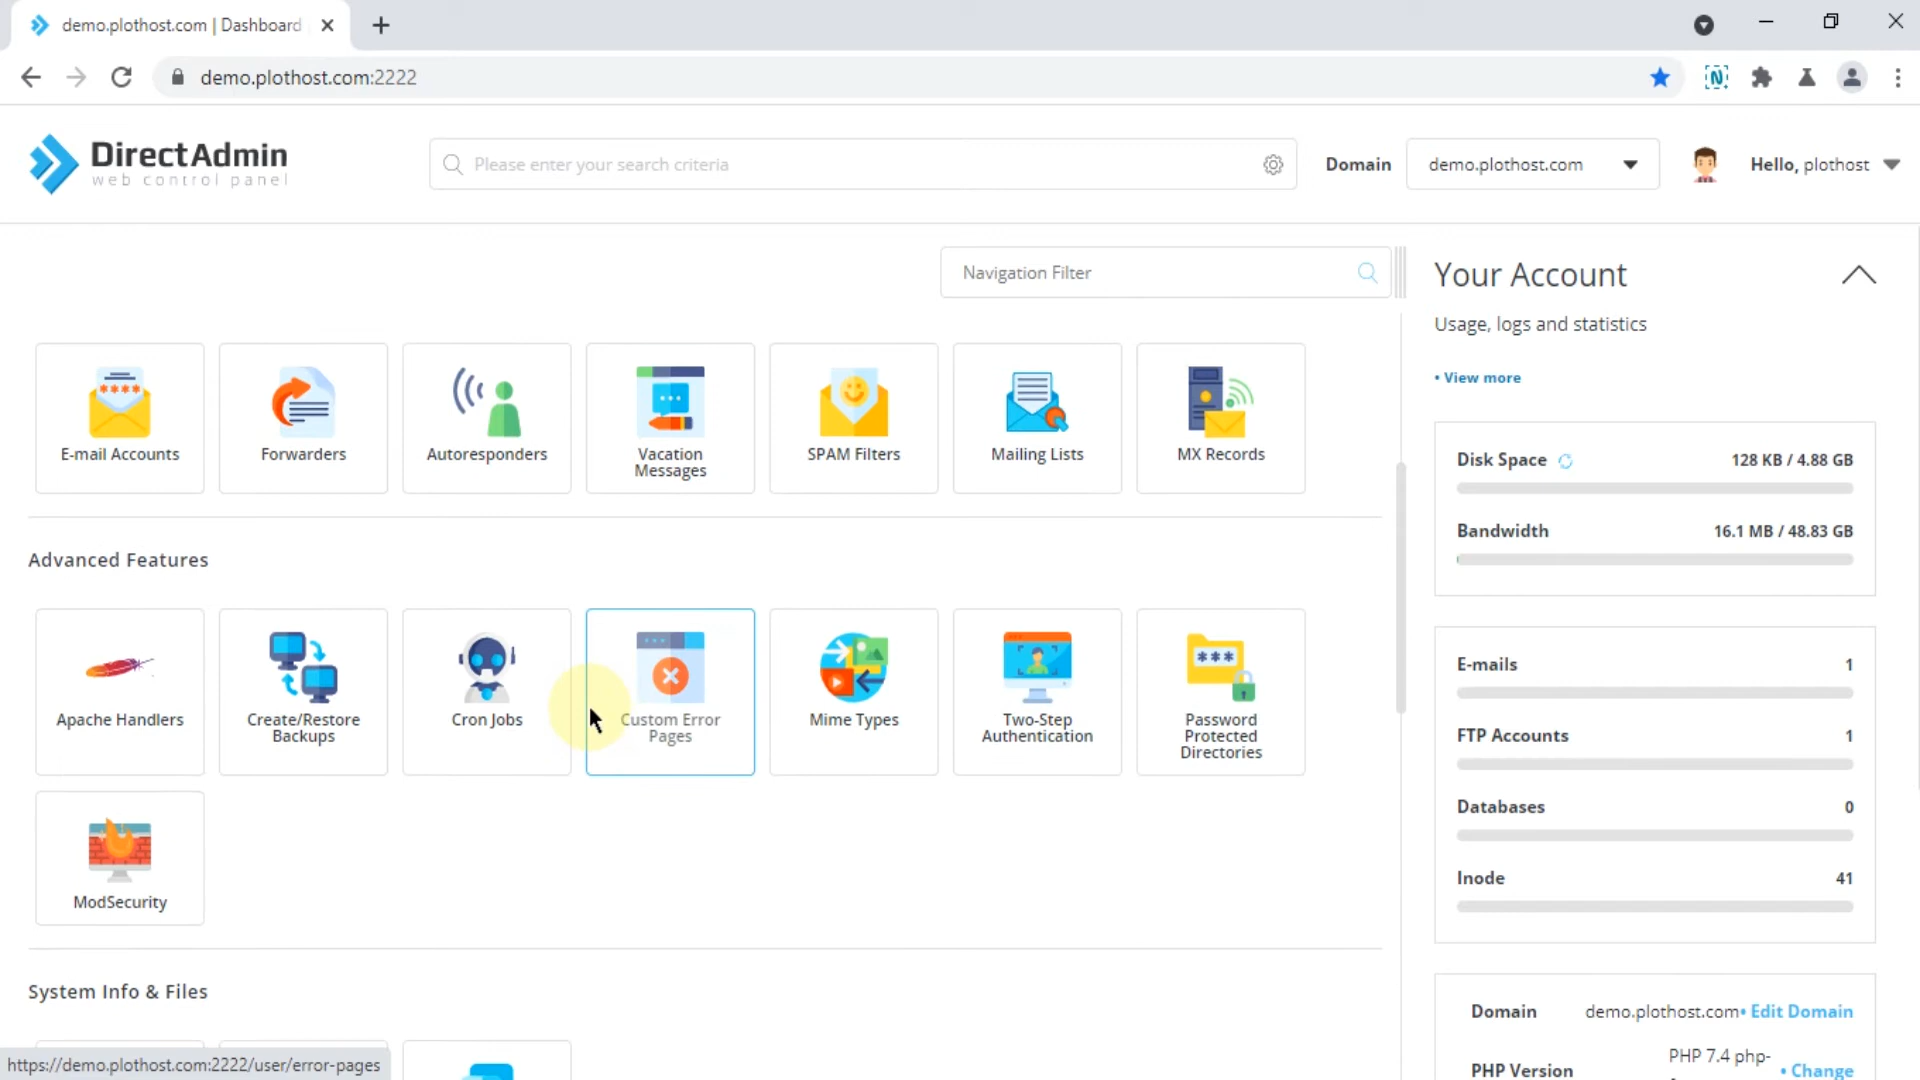 demo.plothost.com | Dashboard
demo.plothost.com:2222
DirectAdmin
web control panel
Please enter your search criteria
Domain
demo.plothost.com
Hello, plothost
Navigation Filter
E-mail Accounts
Forwarders
Autoresponders
Vacation
Messages
SPAM Filters
Mailing Lists
MX Records
Advanced Features
Apache Handlers
Create/Restore
Backups
Cron Jobs
Custom Error
Pages
Mime Types
Two-Step
Authentication
Password
Protected
Directories
ModSecurity
System Info & Files
https://demo.plothost.com:2222/user/error-pages
Your Account
Usage, logs and statistics
• View more
Disk Space 128 KB / 4.88 GB
Bandwidth 16.1 MB / 48.83 GB
E-mails 1
FTP Accounts 1
Databases 0
Inode 41
Domain demo.plothost.com • Edit Domain
PHP Version PHP 7.4 php- • Change